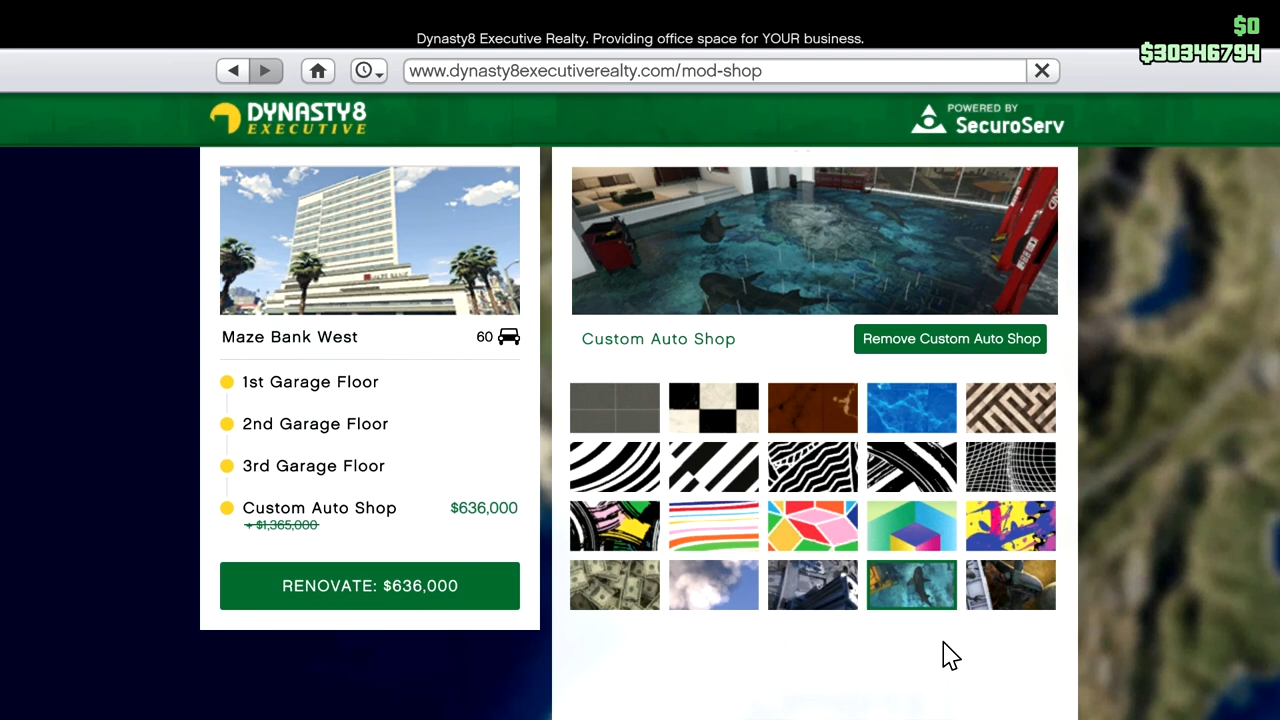 $0
Dynasty8 Executive Realty. Providing office space for YOUR business.
$30346794
www.dynasty8executiverealty.com/mod-shop
DYNASTY8
EXECUTIVE
POWERED BY
SecuroServ
MAZE BANK
Maze Bank West
60
1st Garage Floor
2nd Garage Floor
3rd Garage Floor
Custom Auto Shop
$636,000
+ $1,365,000
RENOVATE: $636,000
Custom Auto Shop
Remove Custom Auto Shop